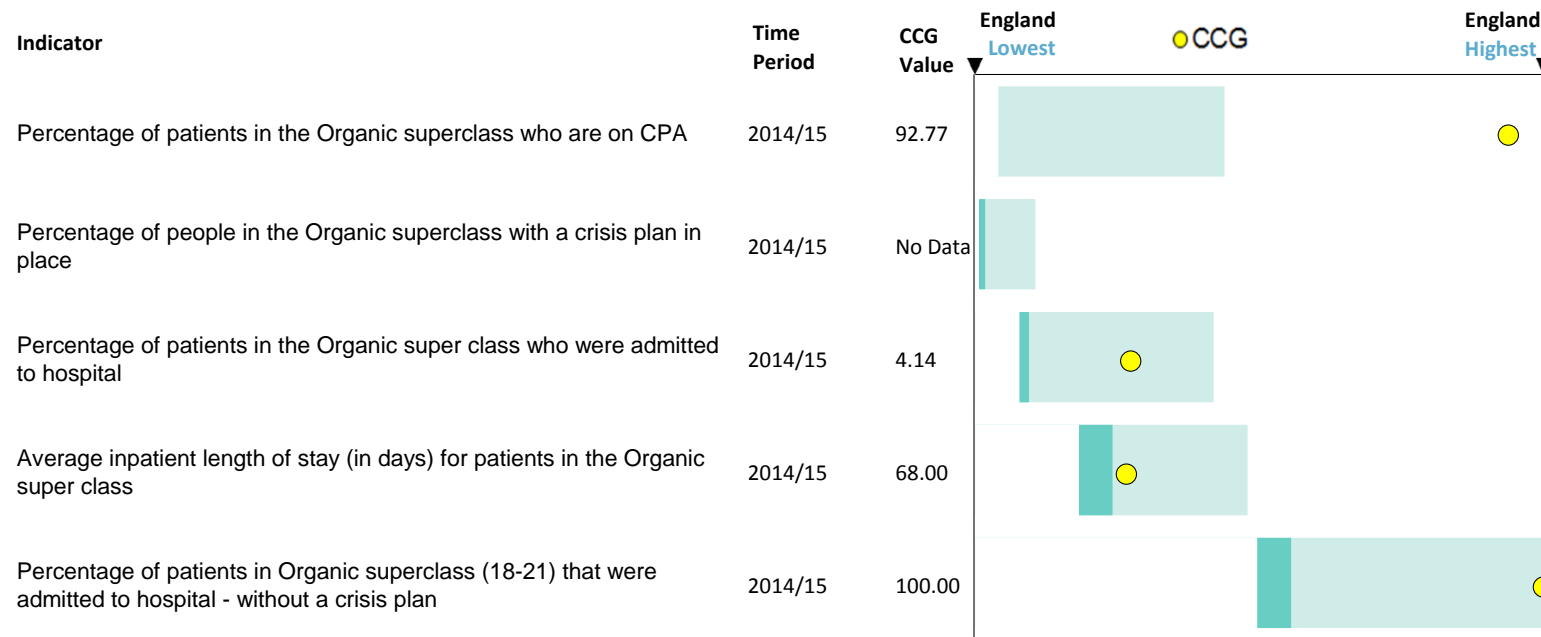 Indicator
Time
Period
CCG
Value
England
Lowest
CCG
England
Highest
Percentage of patients in the Organic superclass who are on CPA
2014/15
92.77
Percentage of people in the Organic superclass with a crisis plan in
place
2014/15
No Data
Percentage of patients in the Organic super class who were admitted
to hospital
2014/15
4.14
Average inpatient length of stay (in days) for patients in the Organic
super class
2014/15
68.00
Percentage of patients in Organic superclass (18-21) that were
admitted to hospital - without a crisis plan
2014/15
100.00